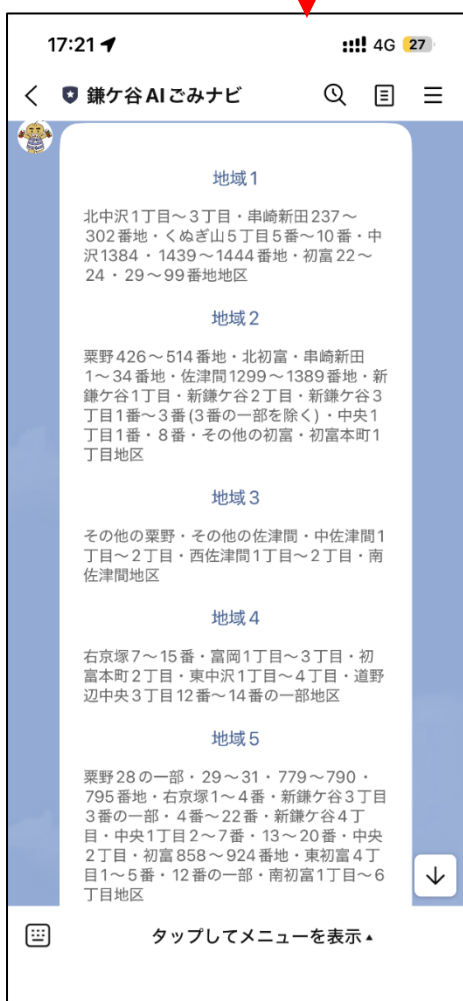 17:21
4G 27
鎌ケ谷AIごみナビ
地域1
北中沢1丁目～3丁目・串崎新田237～
302番地・くぬぎ山5丁目5番～10番・中
沢1384・1439～1444番地・初富22～
24・29～99番地地区
地域2
粟野426～514番地・北初富・串崎新田
1～34番地・佐津間1299～1389番地・新
鎌ケ谷1丁目・新鎌ケ谷2丁目・新鎌ケ谷3
丁目1番～3番(3番の一部を除く)・中央1
丁目1番・8番・その他の初富・初富本町1
丁目地区
地域3
その他の粟野・その他の佐津間・中佐津間1
丁目～2丁目・西佐津間1丁目～2丁目・南
佐津間地区
地域4
右京塚7～15番・富岡1丁目～3丁目・初
富本町2丁目・東中沢1丁目～4丁目・道野
辺中央3丁目12番～14番の一部地区
地域5
粟野28の一部・29～31・779～790・
795番地・右京塚1～4番・新鎌ケ谷3丁目
3番の一部・4番～22番・新鎌ケ谷4丁
目・中央1丁目2～7番・13～20番・中央
2丁目・初富858～924番地・東初富4丁
目1～5番・12番の一部・南初富1丁目～6
丁目地区
タップしてメニューを表示▲